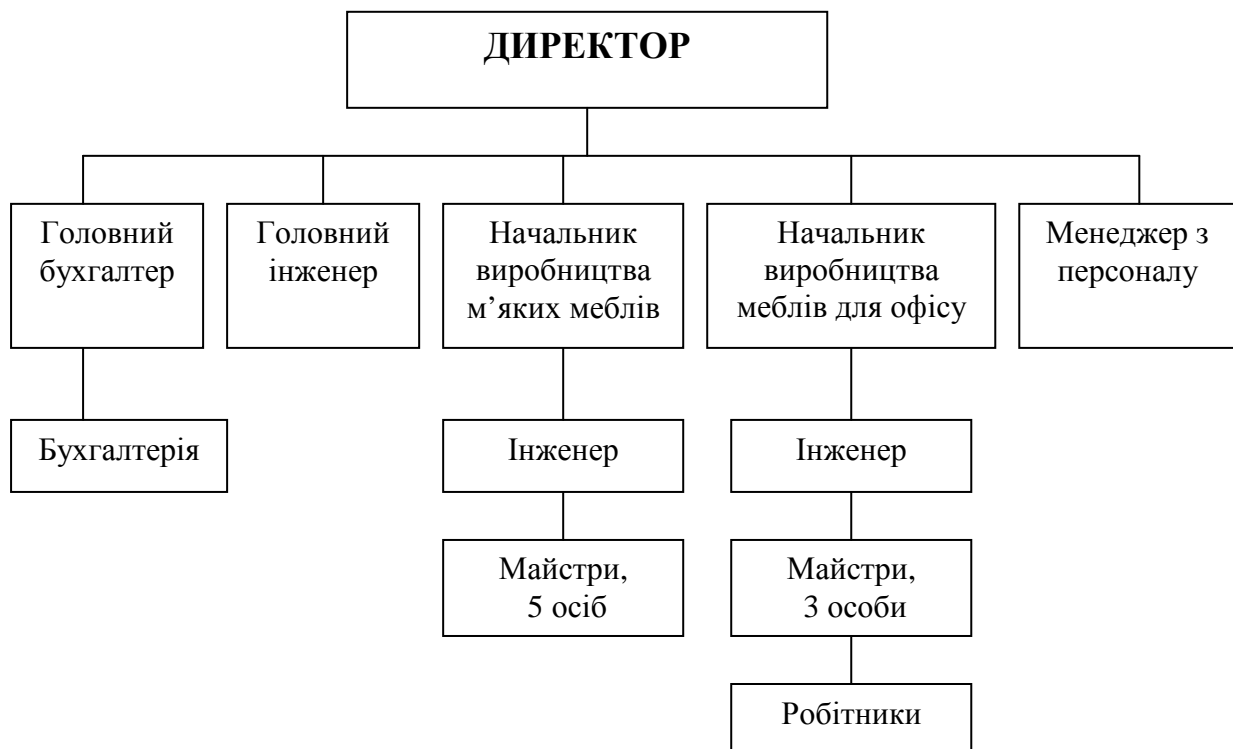 ДИРЕКТОР
Головний
бухгалтер
Головний
інженер
Начальник
виробництва
м’яких меблів
Начальник
виробництва
меблів для офісу
Менеджер з
персоналу
Бухгалтерія
Інженер
Інженер
Майстри,
5 осіб
Майстри,
3 особи
Робітники